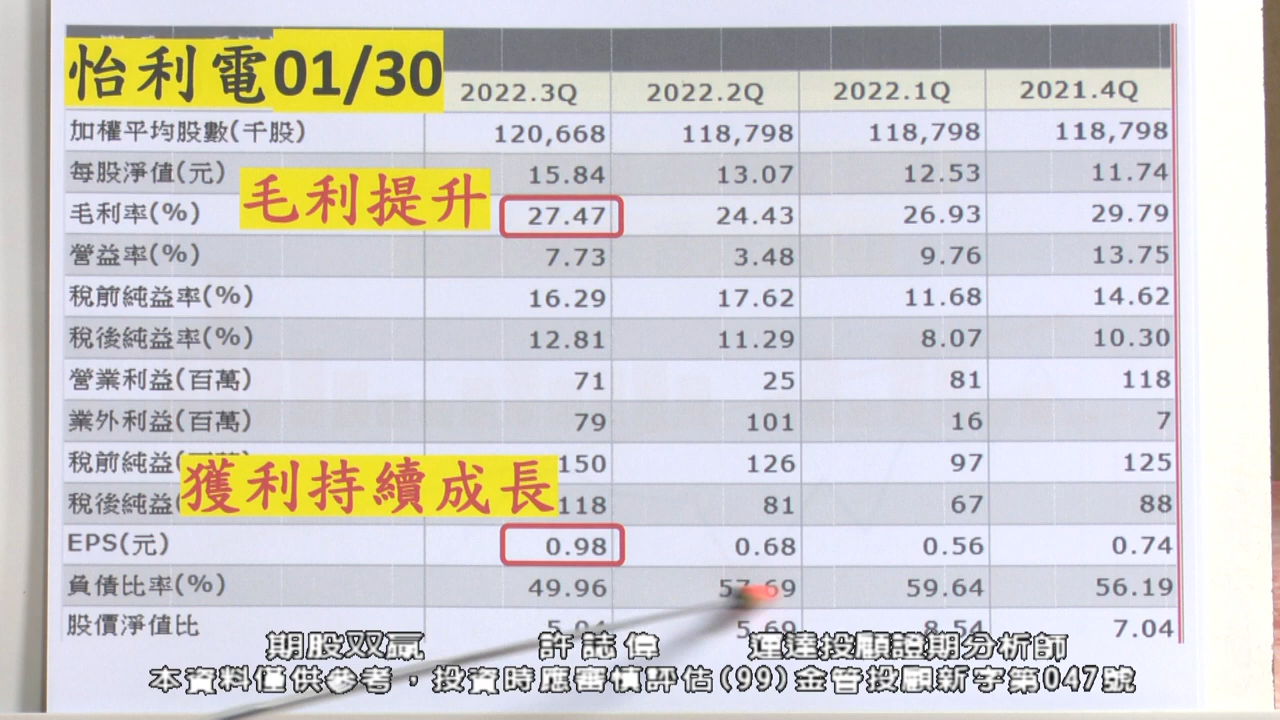 怡利電01/30
2022.3Q 2022.2Q 2022.1Q 2021.4Q
加權平均股數(千股) 120,668 118,798 118,798 118,798
每股淨值(元) 15.84 13.07 12.53 11.74
毛利提升
毛利率(%) 27.47 24.43 26.93 29.79
營益率(%) 7.73 3.48 9.76 13.75
稅前純益率(%) 16.29 17.62 11.68 14.62
稅後純益率(%) 12.81 11.29 8.07 10.30
營業利益(百萬) 71 25 81 118
業外利益(百萬) 79 101 16 7
稅前純益( 150 126 97 125
獲利持續成長
稅後純益( 118 81 67 88
EPS(元) 0.98 0.68 0.56 0.74
負債比率(%) 49.96 57.69 59.64 56.19
股價淨值比 5.04 5.69 8.54 7.04
期股双贏 許誌偉 運達投顧證期分析師
本資料僅供參考，投資時應審慎評估(99)金管投顧新字第047號